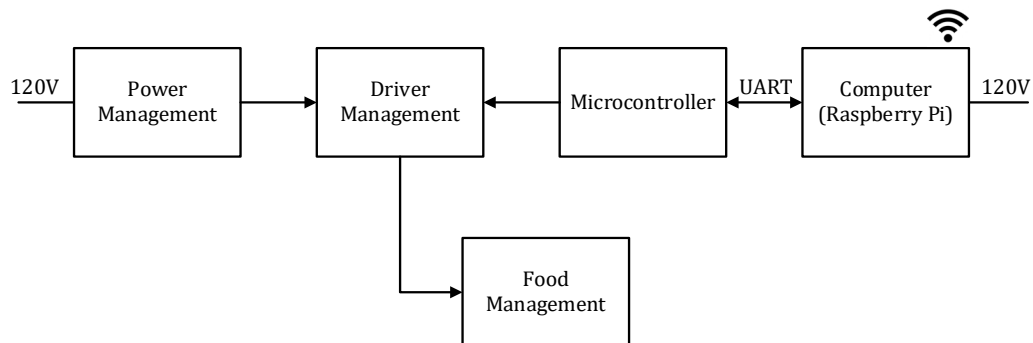 120V
Power
Management
Driver
Management
Microcontroller
UART
Computer
(Raspberry Pi)
120V
Food
Management